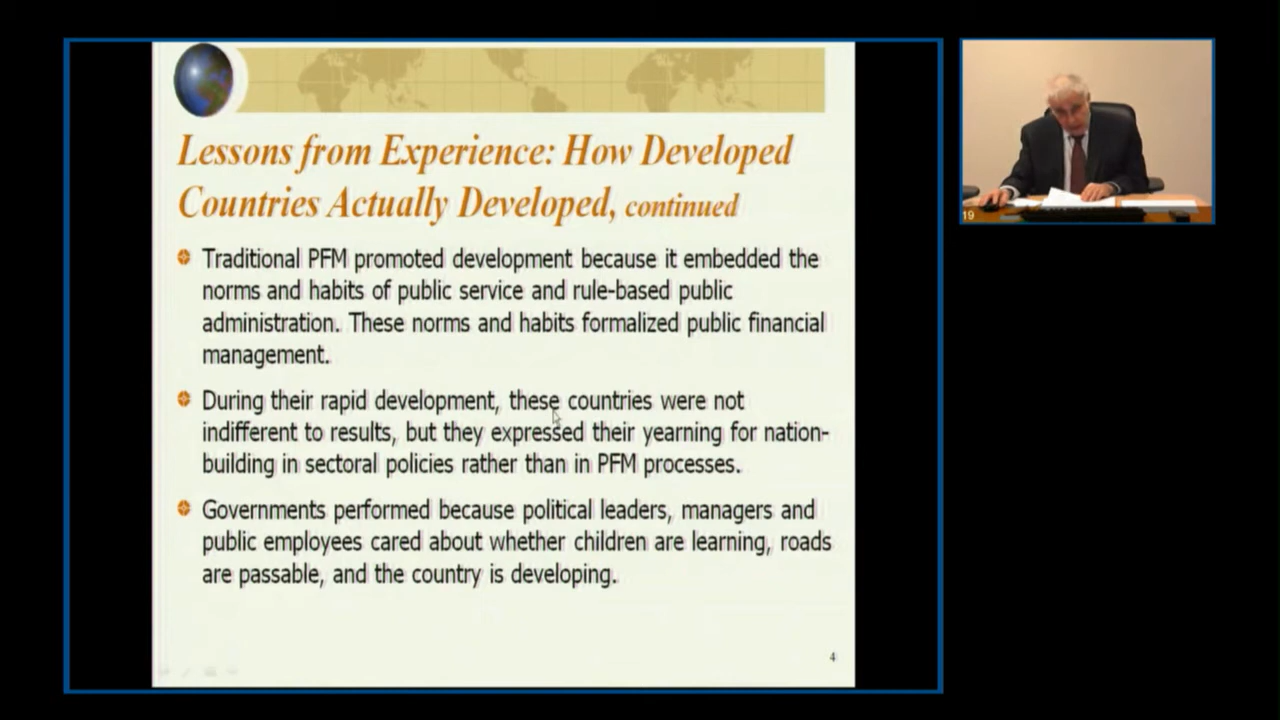 Lessons from Experience: How Developed
Countries Actually Developed, continued
Traditional PFM promoted development because it embedded the
norms and habits of public service and rule-based public
administration. These norms and habits formalized public financial
management.
During their rapid development, these countries were not
indifferent to results, but they expressed their yearning for nation-
building in sectoral policies rather than in PFM processes.
Governments performed because political leaders, managers and
public employees cared about whether children are learning, roads
are passable, and the country is developing.
4
19